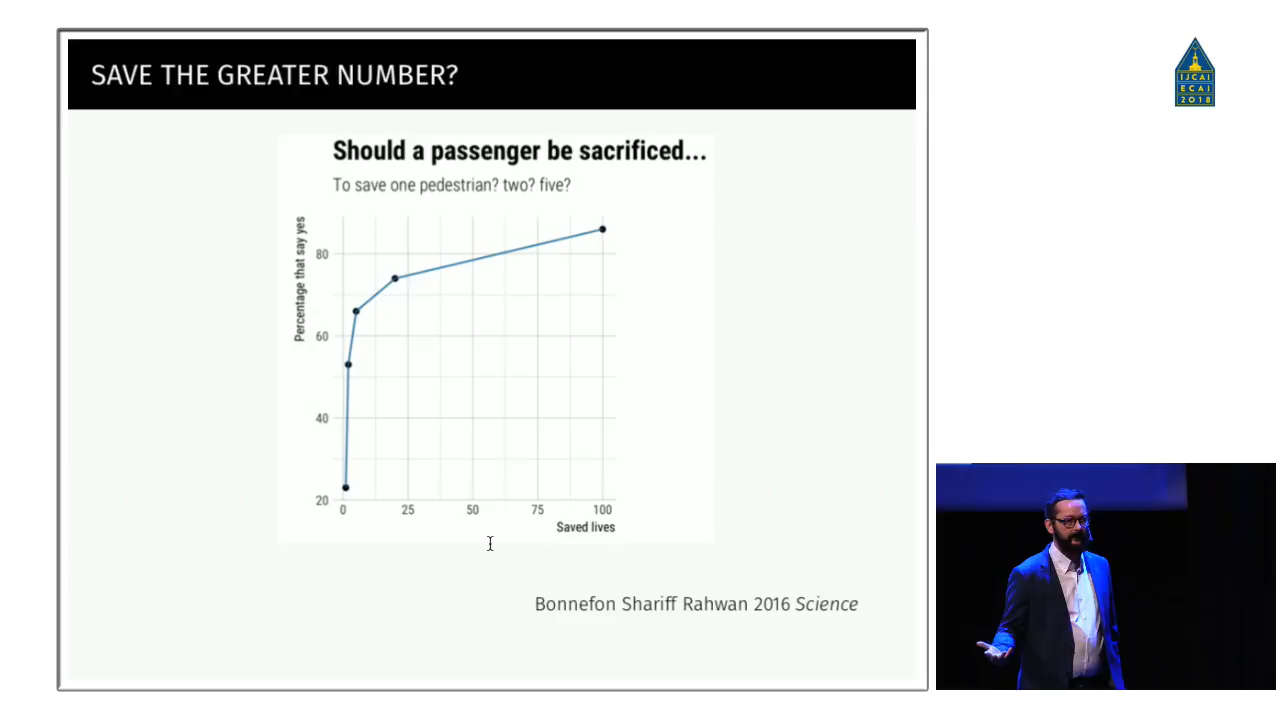 SAVE THE GREATER NUMBER?
Should a passenger be sacrificed...
To save one pedestrian? two? five?
Percentage that say yes
80
60
40
20
0 25 50 75 100
Saved lives
Bonnefon Shariff Rahwan 2016 Science
IJCAI
ECAI
2018